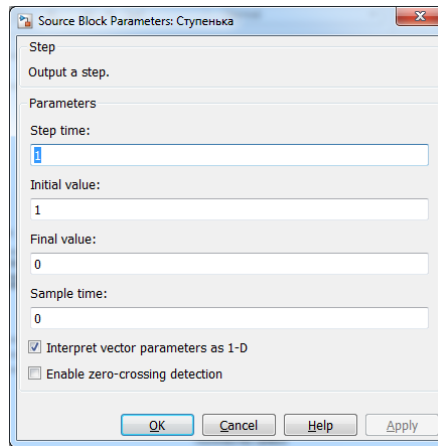 Source Block Parameters: Ступенька
Step
Output a step.
Parameters
Step time:
1
Initial value:
1
Final value:
0
Sample time:
0
Interpret vector parameters as 1-D
Enable zero-crossing detection
OK Cancel Help Apply